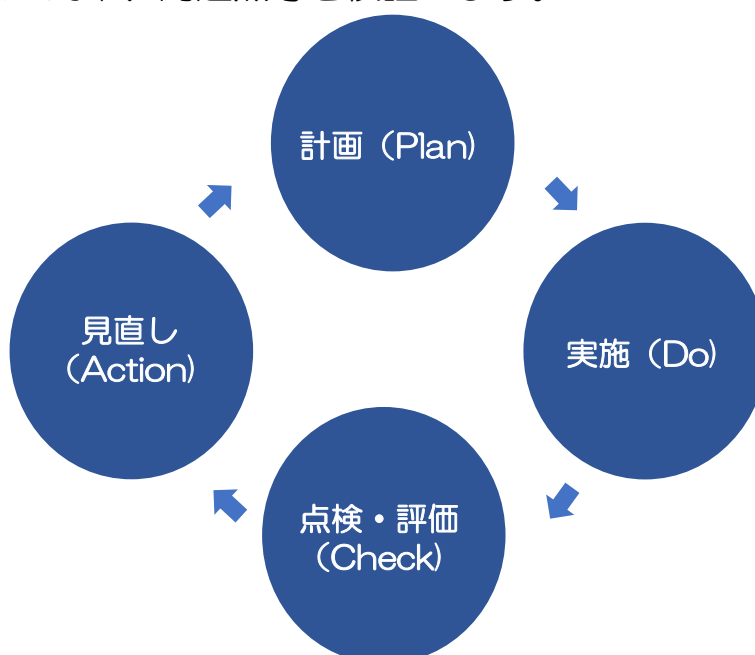 計画（Plan）
実施（Do）
点検・評価
（Check）
見直し
（Action）